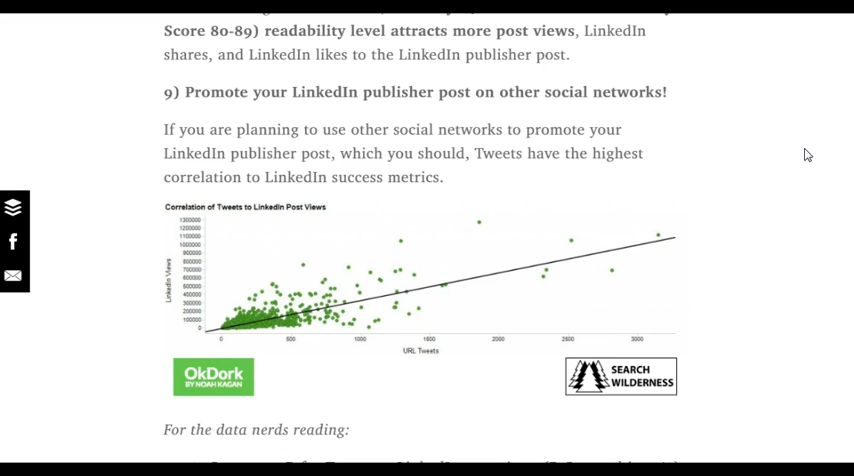 Score 80-89) readability level attracts more post views, LinkedIn
shares, and LinkedIn likes to the LinkedIn publisher post.
9) Promote your LinkedIn publisher post on other social networks!
If you are planning to use other social networks to promote your
LinkedIn publisher post, which you should, Tweets have the highest
correlation to LinkedIn success metrics.
Correlation of Tweets to LinkedIn Post Views
1300000
1200000
1100000
1000000
900000
800000
700000
600000
500000
400000
300000
200000
100000
0
LinkedIn Views
0 500 1000 1500 2000 2500 3000
URL Tweets
OkDork
BY NOAH KAGAN
SEARCH
WILDERNESS
For the data nerds reading: